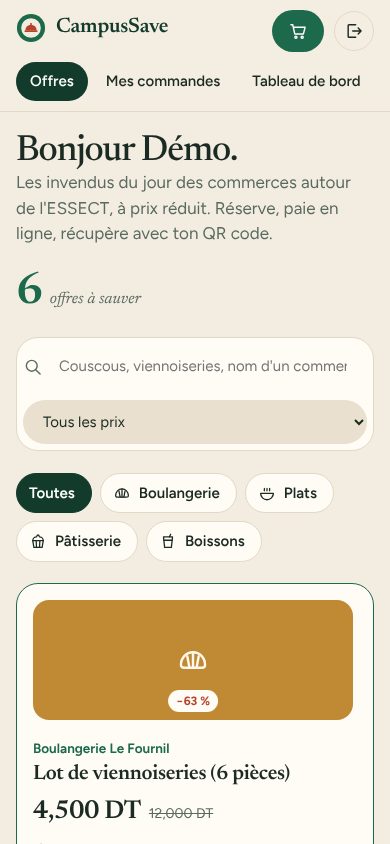 CampusSave
Offres
Mes commandes
Tableau de bord
Bonjour Démo.
Les invendus du jour des commerces autour
de l'ESSECT, à prix réduit. Réserve, paie en
ligne, récupère avec ton QR code.
6 offres à sauver
Couscous, viennoiseries, nom d'un commer
Tous les prix
Toutes
Boulangerie
Plats
Pâtisserie
Boissons
−63 %
Boulangerie Le Fournil
Lot de viennoiseries (6 pièces)
4,500 DT 12,000 DT